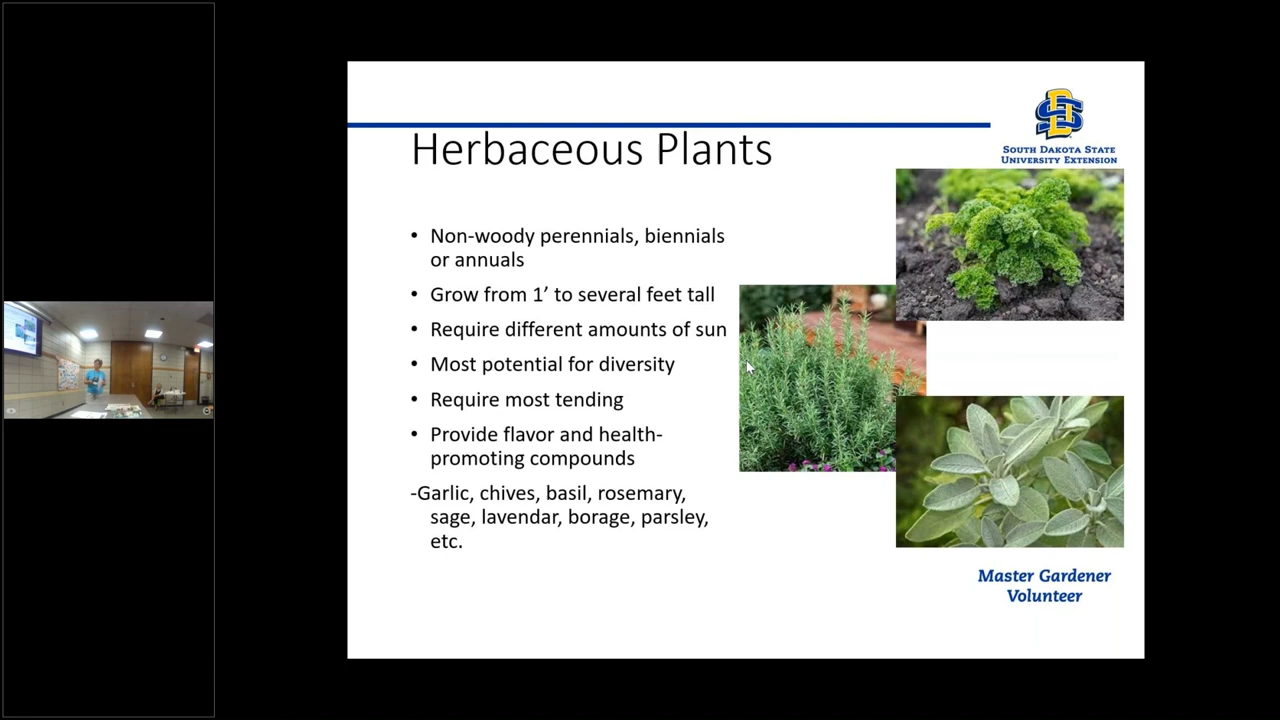 SOUTH DAKOTA STATE
UNIVERSITY EXTENSION
Herbaceous Plants
• Non-woody perennials, biennials
or annuals
• Grow from 1’ to several feet tall
• Require different amounts of sun
• Most potential for diversity
• Require most tending
• Provide flavor and health-
promoting compounds
-Garlic, chives, basil, rosemary,
sage, lavendar, borage, parsley,
etc.
Master Gardener
Volunteer